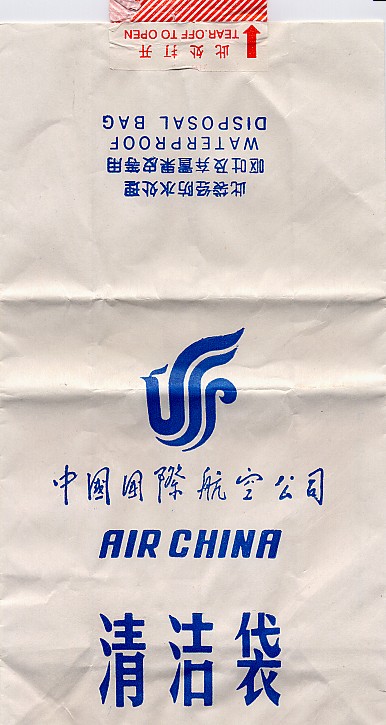 TEAR.OFF TO OPEN
此处打开
DISPOSAL BAG
WATERPROOF
呕吐及弃置果皮等用
此袋经防水处理
中國国際航空公司
AIR CHINA
清洁袋